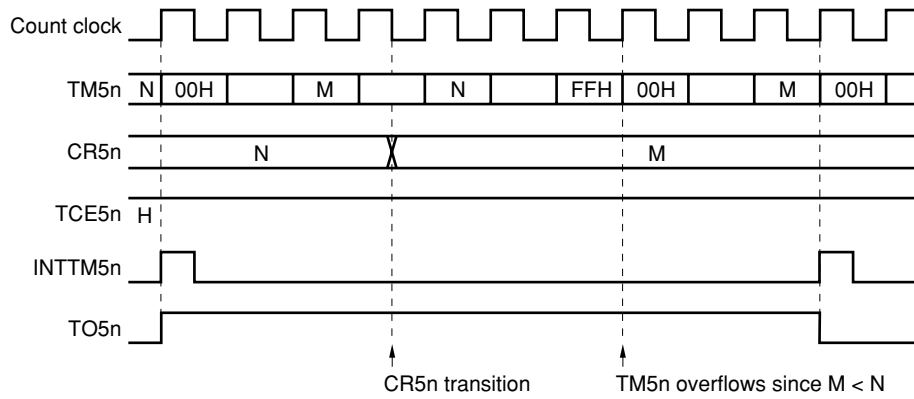 Count clock
TM5n N 00H M N FFH 00H M 00H
CR5n N M
TCE5n H
INTTM5n
TO5n
CR5n transition TM5n overflows since M < N